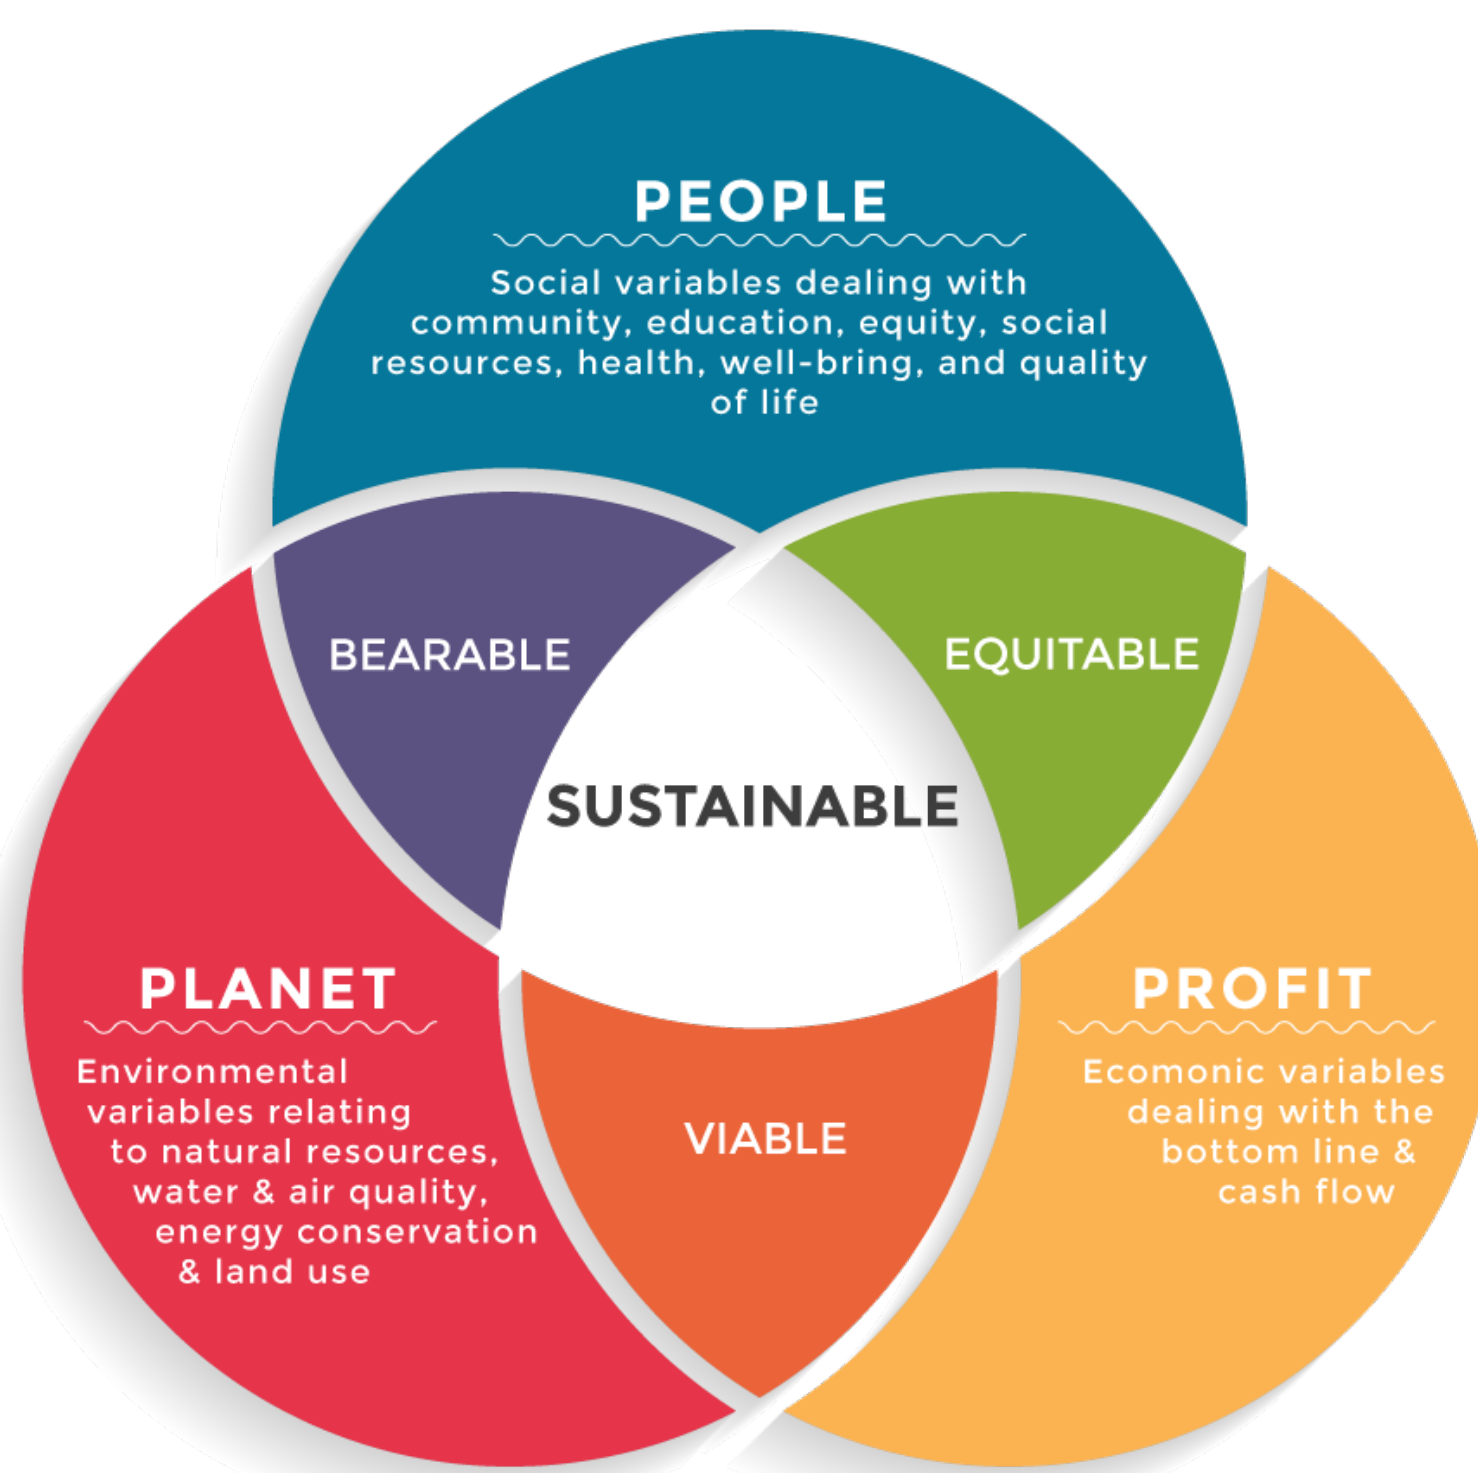 PEOPLE
Social variables dealing with
community, education, equity, social
resources, health, well-bring, and quality
of life
BEARABLE
EQUITABLE
SUSTAINABLE
PLANET
Environmental
variables relating
to natural resources,
water & air quality,
energy conservation
& land use
PROFIT
Ecomonic variables
dealing with the
bottom line &
cash flow
VIABLE